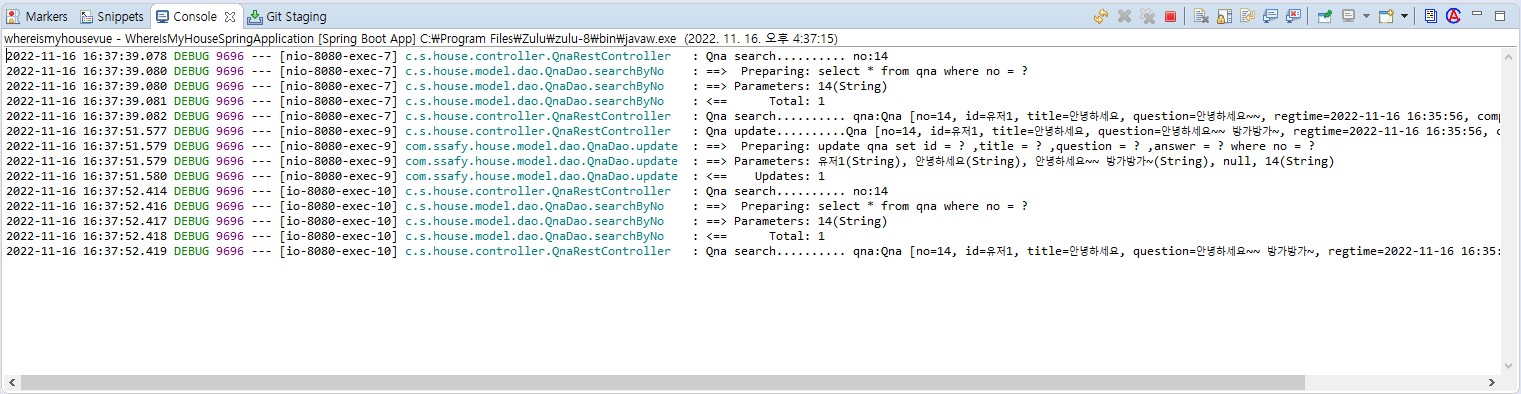 Markers Snippets Console Git Staging
whereismyhousevue - WhereIsMyHouseSpringApplication [Spring Boot App] C:₩Program Files₩Zulu₩zulu-8₩bin₩javaw.exe (2022. 11. 16. 오후 4:37:15)
2022-11-16 16:37:39.078 DEBUG 9696 --- [nio-8080-exec-7] c.s.house.controller.QnaRestController : Qna search.......... no:14
2022-11-16 16:37:39.080 DEBUG 9696 --- [nio-8080-exec-7] c.s.house.model.dao.QnaDao.searchByNo : ==> Preparing: select * from qna where no = ?
2022-11-16 16:37:39.080 DEBUG 9696 --- [nio-8080-exec-7] c.s.house.model.dao.QnaDao.searchByNo : ==> Parameters: 14(String)
2022-11-16 16:37:39.081 DEBUG 9696 --- [nio-8080-exec-7] c.s.house.model.dao.QnaDao.searchByNo : <== Total: 1
2022-11-16 16:37:39.082 DEBUG 9696 --- [nio-8080-exec-7] c.s.house.controller.QnaRestController : Qna search.......... qna:Qna [no=14, id=유저1, title=안녕하세요, question=안녕하세요~~, regtime=2022-11-16 16:35:56, com
2022-11-16 16:37:51.577 DEBUG 9696 --- [nio-8080-exec-9] c.s.house.controller.QnaRestController : Qna update..........Qna [no=14, id=유저1, title=안녕하세요, question=안녕하세요~~ 방가방가~, regtime=2022-11-16 16:35:56, c
2022-11-16 16:37:51.579 DEBUG 9696 --- [nio-8080-exec-9] com.ssafy.house.model.dao.QnaDao.update : ==> Preparing: update qna set id = ? ,title = ? ,question = ? ,answer = ? where no = ?
2022-11-16 16:37:51.579 DEBUG 9696 --- [nio-8080-exec-9] com.ssafy.house.model.dao.QnaDao.update : ==> Parameters: 유저1(String), 안녕하세요(String), 안녕하세요~~ 방가방가~(String), null, 14(String)
2022-11-16 16:37:51.580 DEBUG 9696 --- [nio-8080-exec-9] com.ssafy.house.model.dao.QnaDao.update : <== Updates: 1
2022-11-16 16:37:52.414 DEBUG 9696 --- [io-8080-exec-10] c.s.house.controller.QnaRestController : Qna search.......... no:14
2022-11-16 16:37:52.416 DEBUG 9696 --- [io-8080-exec-10] c.s.house.model.dao.QnaDao.searchByNo : ==> Preparing: select * from qna where no = ?
2022-11-16 16:37:52.417 DEBUG 9696 --- [io-8080-exec-10] c.s.house.model.dao.QnaDao.searchByNo : ==> Parameters: 14(String)
2022-11-16 16:37:52.418 DEBUG 9696 --- [io-8080-exec-10] c.s.house.model.dao.QnaDao.searchByNo : <== Total: 1
2022-11-16 16:37:52.419 DEBUG 9696 --- [io-8080-exec-10] c.s.house.controller.QnaRestController : Qna search.......... qna:Qna [no=14, id=유저1, title=안녕하세요, question=안녕하세요~~ 방가방가~, regtime=2022-11-16 16:35: